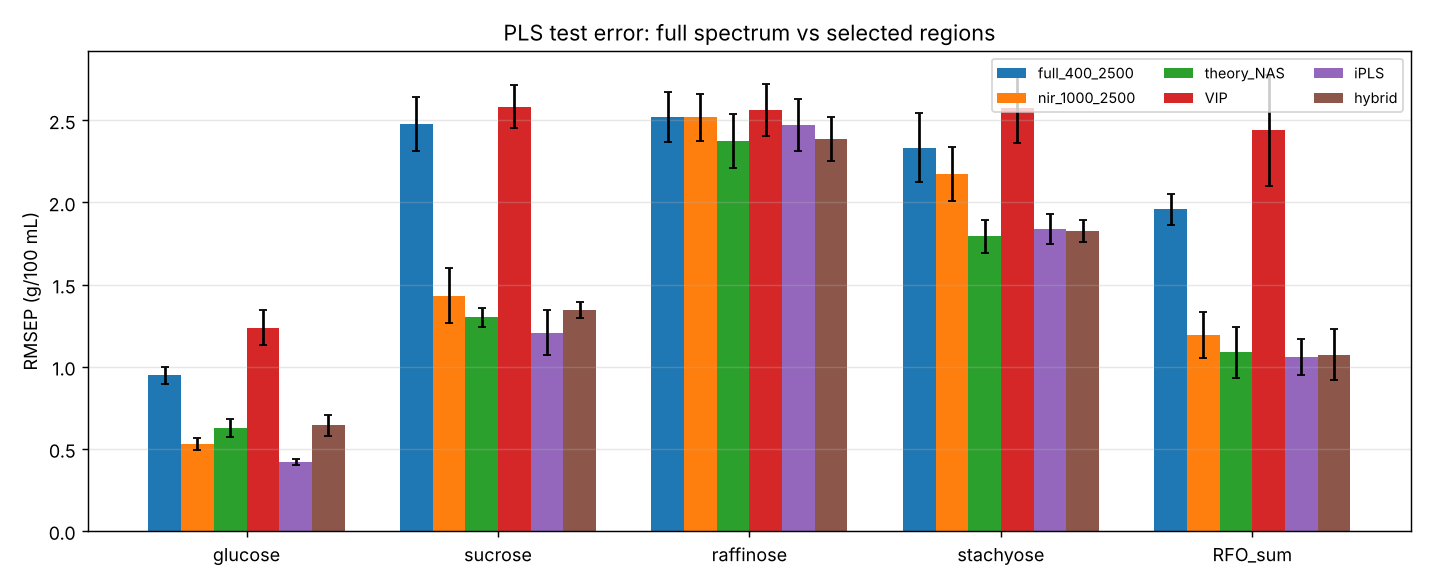 PLS test error: full spectrum vs selected regions
full_400_2500 theory_NAS iPLS
nir_1000_2500 VIP hybrid
RMSEP (g/100 mL)
2.5
2.0
1.5
1.0
0.5
0.0
glucose sucrose raffinose stachyose RFO_sum